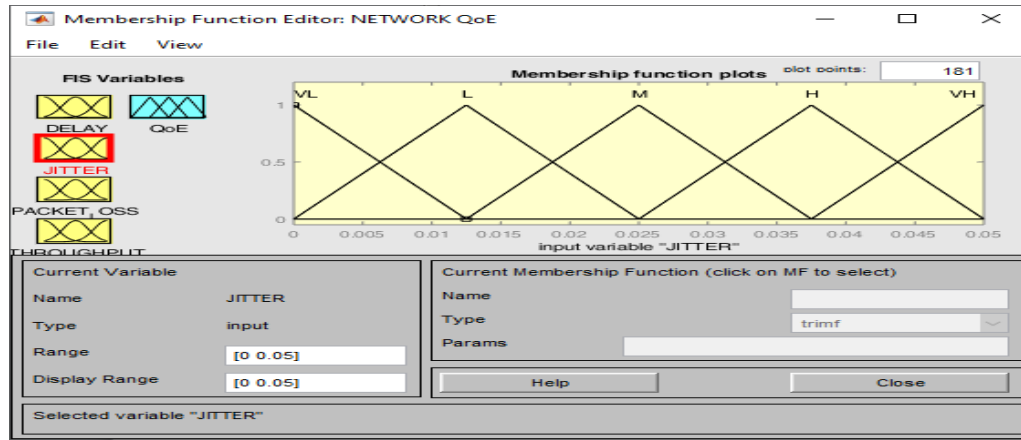 Membership Function Editor: NETWORK QoE
File Edit View
FIS Variables
DELAY
QoE
JITTER
PACKET LOSS
THROUGHPUT
Membership function plots
plot points:
181
VL L M H VH
1
0.5
0
0 0.005 0.01 0.015 0.02 0.025 0.03 0.035 0.04 0.045 0.05
input variable "JITTER"
Current Variable
Name JITTER
Type input
Range [0 0.05]
Display Range [0 0.05]
Current Membership Function (click on MF to select)
Name
Type trimf
Params
Help Close
Selected variable "JITTER"